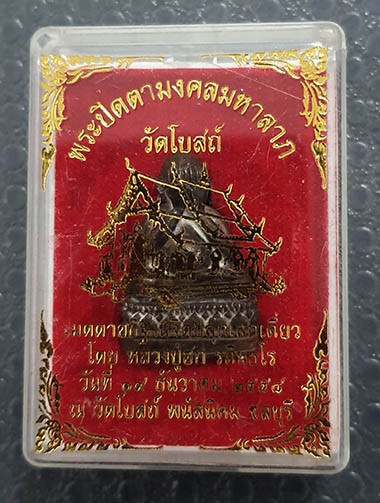 พระปิดตามงคลมหาลาภ
วัดโบสถ์
โดย หลวงปู่ฮก
วันที่ ๑๙ ธันวาคม ๒๕๕๔
ณ วัดโบสถ์ พนัสนิคม ชลบุรี